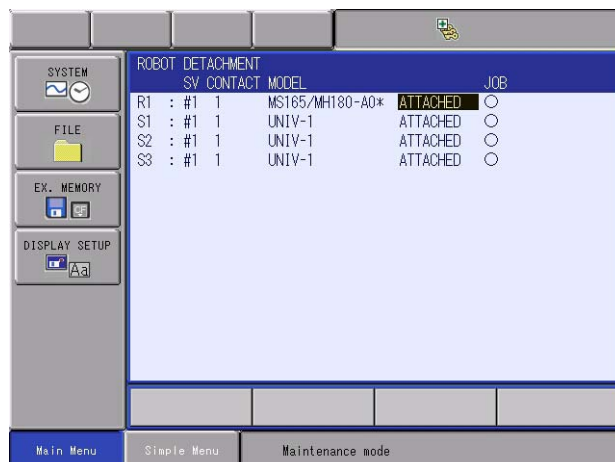 SYSTEM
FILE
EX. MEMORY
CF
DISPLAY SETUP
Aa
ROBOT DETACHMENT
SV CONTACT MODEL JOB
R1 : #1 1 MS165/MH180-A0* ATTACHED ○
S1 : #1 1 UNIV-1 ATTACHED ○
S2 : #1 1 UNIV-1 ATTACHED ○
S3 : #1 1 UNIV-1 ATTACHED ○
Main Menu
Simple Menu
Maintenance mode